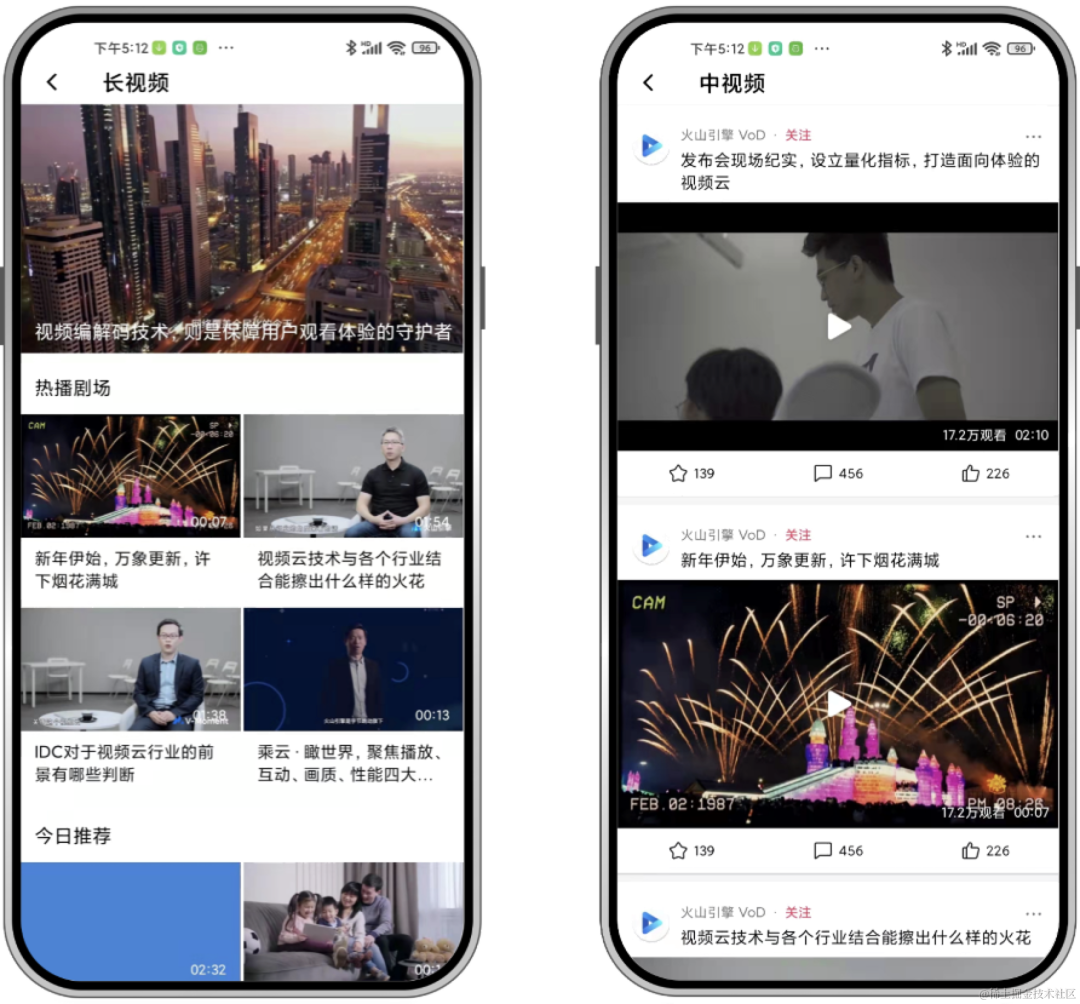 下午5:12
96
长视频
视频编解码技术，则是保障用户观看体验的守护者
热播剧场
CAM
SP
-00:06:20
FEB.02:1987
00:07
01:54
新年伊始，万象更新，许
下烟花满城
视频云技术与各个行业结
合能擦出什么样的火花
01:38
V-Moment
00:13
IDC对于视频云行业的前
景有哪些判断
乘云·瞰世界，聚焦播放、
互动、画质、性能四大...
今日推荐
02:32
下午5:12
HD
96
中视频
火山引擎 VoD · 关注
发布会现场纪实，设立量化指标，打造面向体验的
视频云
17.2万观看 02:10
139
456
226
火山引擎 VoD · 关注
新年伊始，万象更新，许下烟花满城
CAM
SP
-00:06:20
FEB.02:1987
PM 08:26
17.2万观看 00:07
139
456
226
火山引擎 VoD · 关注
视频云技术与各个行业结合能擦出什么样的火花
@稀土掘金技术社区